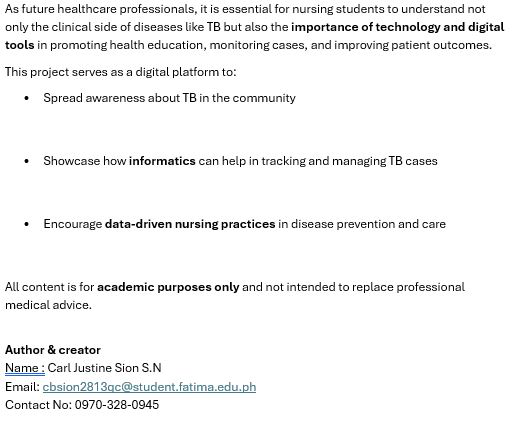 As future healthcare professionals, it is essential for nursing students to understand not
only the clinical side of diseases like TB but also the importance of technology and digital
tools in promoting health education, monitoring cases, and improving patient outcomes.
This project serves as a digital platform to:
• Spread awareness about TB in the community
• Showcase how informatics can help in tracking and managing TB cases
• Encourage data-driven nursing practices in disease prevention and care
All content is for academic purposes only and not intended to replace professional
medical advice.
Author & creator
Name : Carl Justine Sion S.N
Email: cbsion2813qc@student.fatima.edu.ph
Contact No: 0970-328-0945